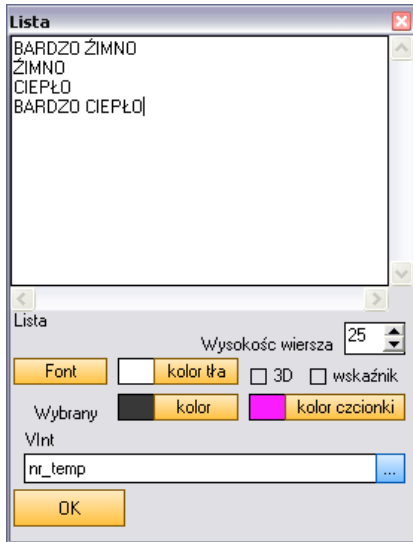 Lista
BARDZO ŹIMNO
ŹIMNO
CIEPŁO
BARDZO CIEPŁO
Lista
Wysokośc wiersza 25
Font kolor tła 3D wskaźnik
Wybrany kolor kolor czcionki
VInt
nr_temp ...
OK